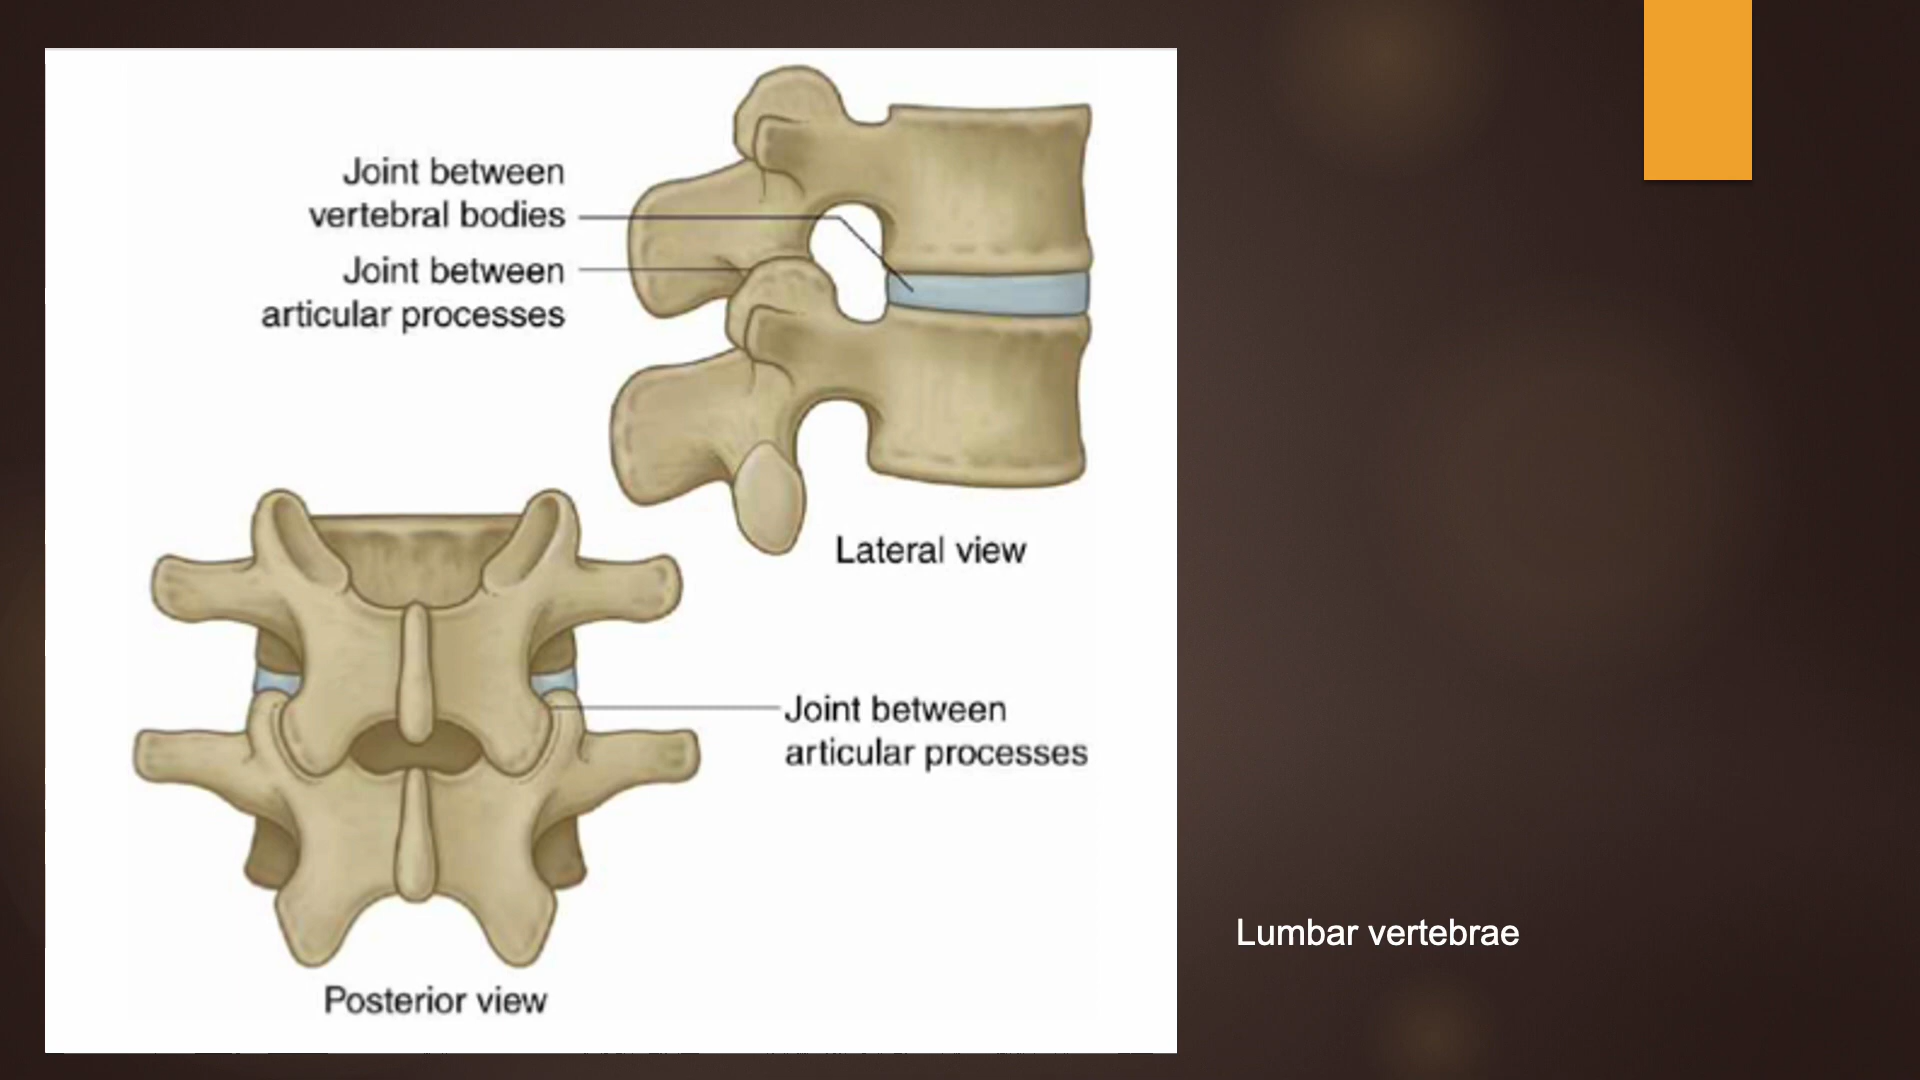 Joint between
vertebral bodies
Joint between
articular processes
Lateral view
Joint between
articular processes
Posterior view
Lumbar vertebrae